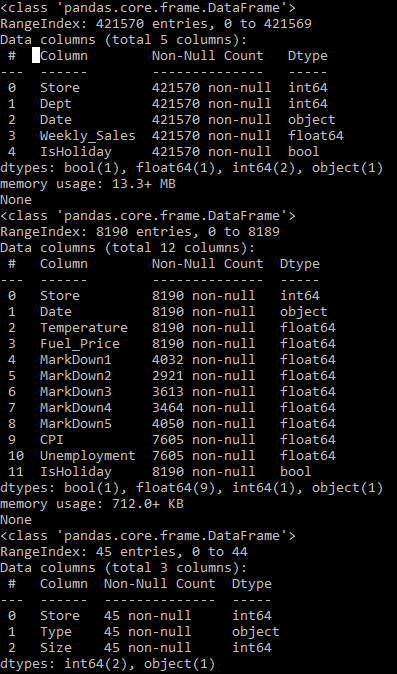 <class 'pandas.core.frame.DataFrame'>
RangeIndex: 421570 entries, 0 to 421569
Data columns (total 5 columns):
 #   Column        Non-Null Count   Dtype
---  ------        --------------   -----
 0   Store         421570 non-null  int64
 1   Dept          421570 non-null  int64
 2   Date          421570 non-null  object
 3   Weekly_Sales  421570 non-null  float64
 4   IsHoliday     421570 non-null  bool
dtypes: bool(1), float64(1), int64(2), object(1)
memory usage: 13.3+ MB
None
<class 'pandas.core.frame.DataFrame'>
RangeIndex: 8190 entries, 0 to 8189
Data columns (total 12 columns):
 #   Column        Non-Null Count  Dtype
---  ------        --------------  -----
 0   Store         8190 non-null   int64
 1   Date          8190 non-null   object
 2   Temperature   8190 non-null   float64
 3   Fuel_Price    8190 non-null   float64
 4   MarkDown1     4032 non-null   float64
 5   MarkDown2     2921 non-null   float64
 6   MarkDown3     3613 non-null   float64
 7   MarkDown4     3464 non-null   float64
 8   MarkDown5     4050 non-null   float64
 9   CPI           7605 non-null   float64
 10  Unemployment  7605 non-null   float64
 11  IsHoliday     8190 non-null   bool
dtypes: bool(1), float64(9), int64(1), object(1)
memory usage: 712.0+ KB
None
<class 'pandas.core.frame.DataFrame'>
RangeIndex: 45 entries, 0 to 44
Data columns (total 3 columns):
 #   Column  Non-Null Count  Dtype
---  ------  --------------  -----
 0   Store   45 non-null     int64
 1   Type    45 non-null     object
 2   Size    45 non-null     int64
dtypes: int64(2), object(1)